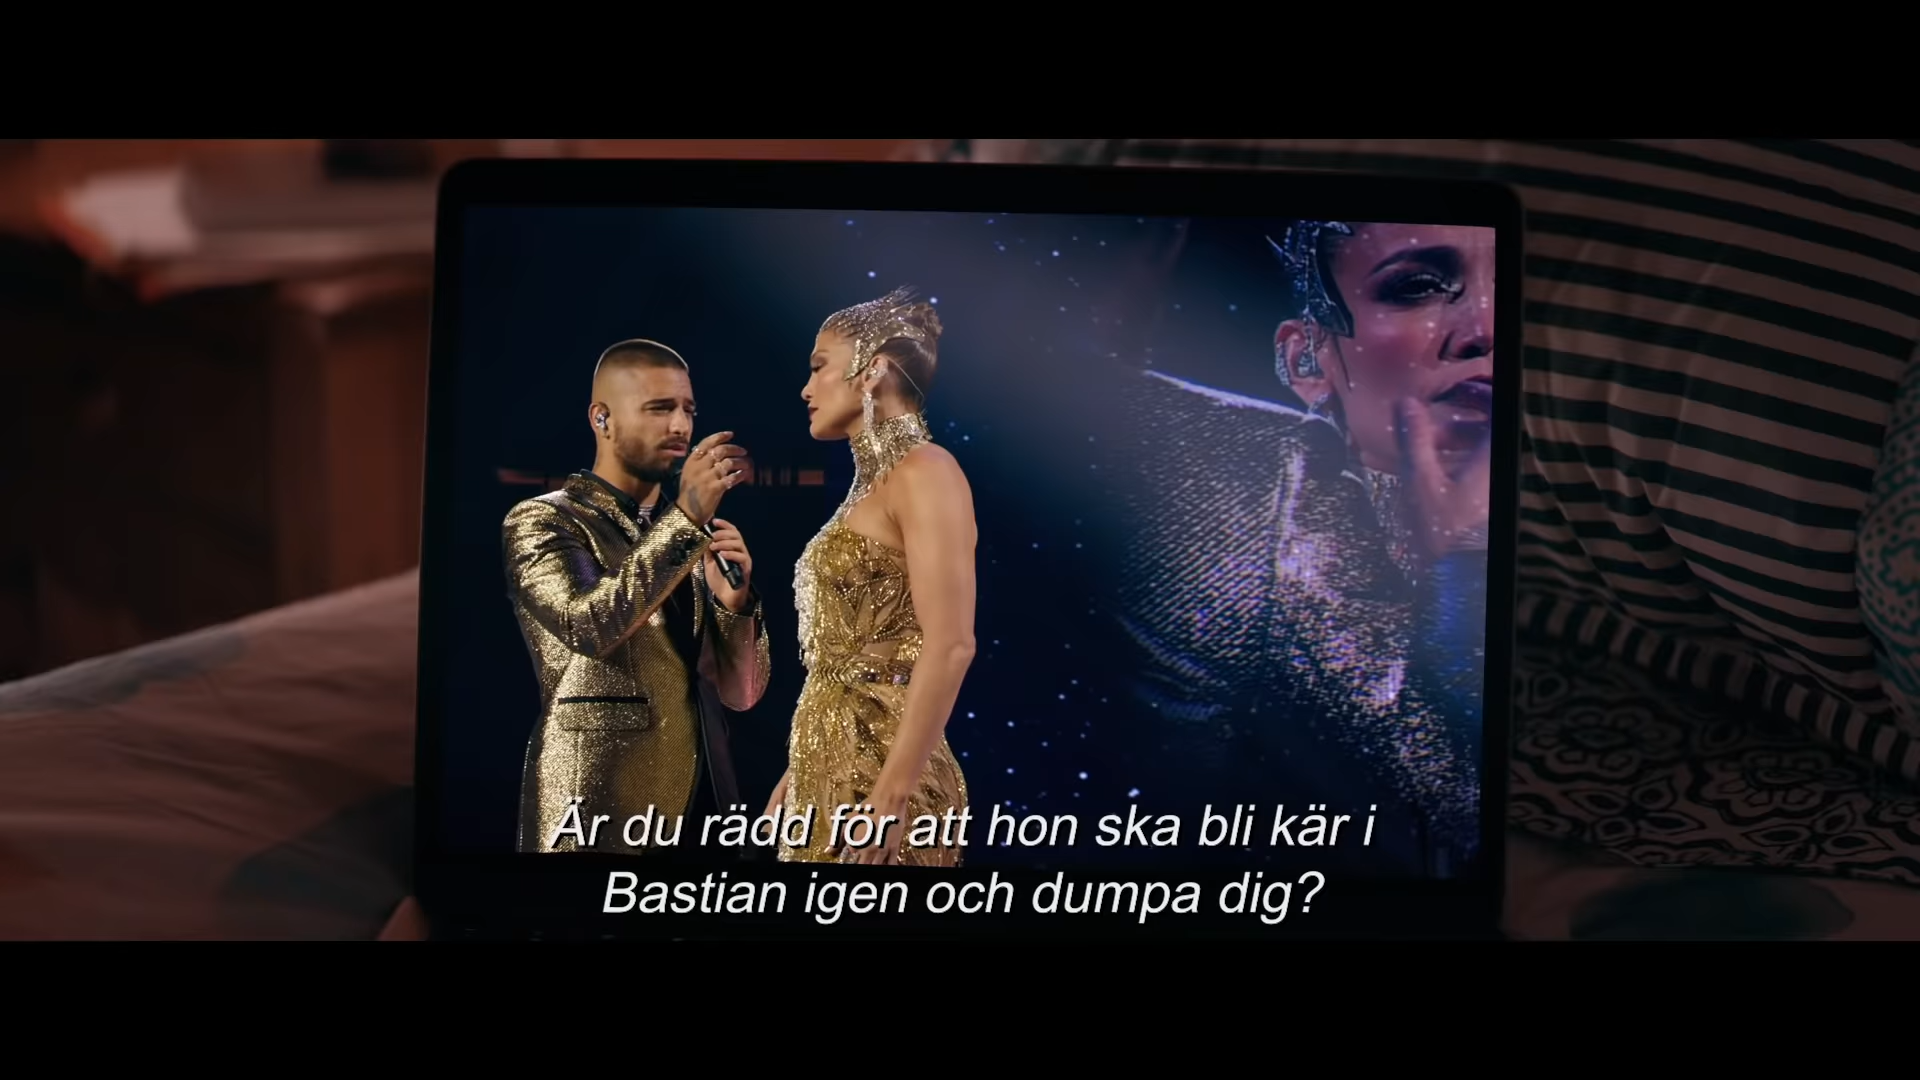 Är du rädd för att hon ska bli kär i
Bastian igen och dumpa dig?